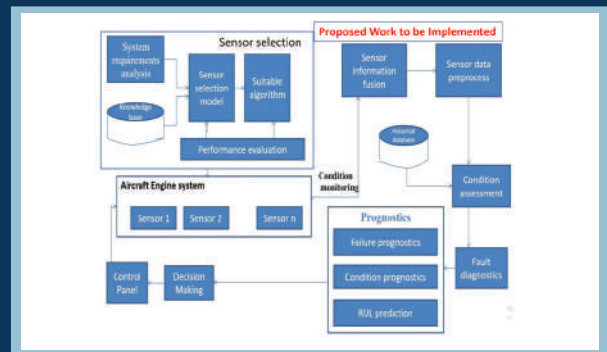 Proposed Work to be Implemented
Sensor selection
System
requirements
analysis
Knowledge
base
Sensor
selection
model
Suitable
algorithm
Performance evaluation
Sensor
information
fusion
Sensor data
preprocess
Historical
database
Condition
assessment
Condition
monitoring
Aircraft Engine system
Sensor 1
Sensor 2
Sensor n
Prognostics
Failure prognostics
Condition prognostics
RUL prediction
Fault
diagnostics
Decision
Making
Control
Panel